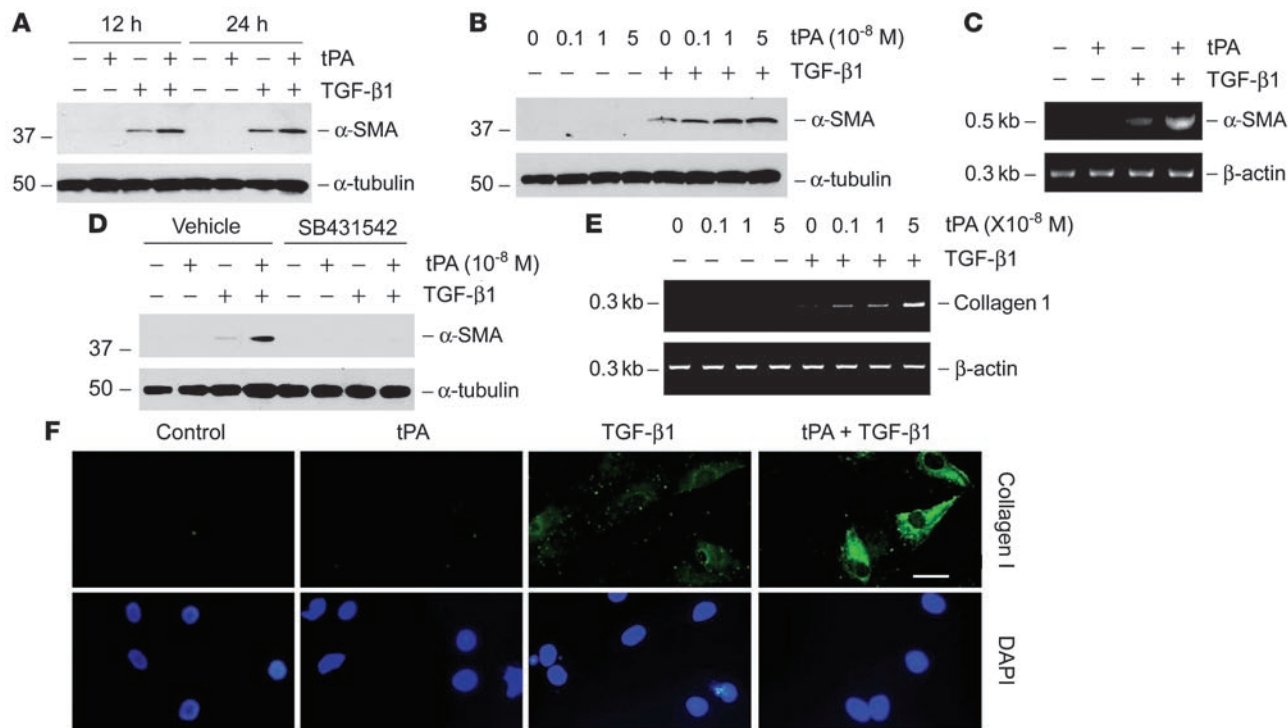 A
12 h 24 h
– + – + – + – + tPA
– – + + – – + + TGF-β1
37 – – α-SMA
50 – – α-tubulin
B
0 0.1 1 5 0 0.1 1 5 tPA (10-8 M)
– – – – + + + + TGF-β1
37 – – α-SMA
50 – – α-tubulin
C
– + – + tPA
– – + + TGF-β1
0.5 kb – – α-SMA
0.3 kb – – β-actin
D
Vehicle SB431542
– + – + – + – + tPA (10-8 M)
– – + + – – + + TGF-β1
37 – – α-SMA
50 – – α-tubulin
E
0 0.1 1 5 0 0.1 1 5 tPA (X10-8 M)
– – – – + + + + TGF-β1
0.3 kb – – Collagen 1
0.3 kb – – β-actin
F
Control tPA TGF-β1 tPA + TGF-β1
Collagen I
DAPI